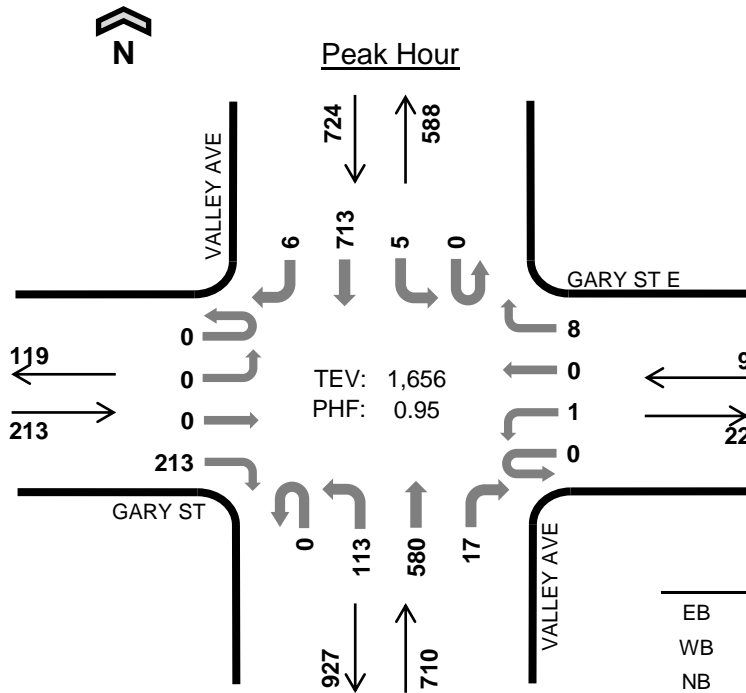 N
Peak Hour
724
588
VALLEY AVE
6
713
5
0
GARY ST E
0
8
119
0
TEV: 1,656
0
9
213
0
PHF: 0.95
1
22
213
0
GARY ST
0
113
580
17
VALLEY AVE
927
710
EB
WB
NB